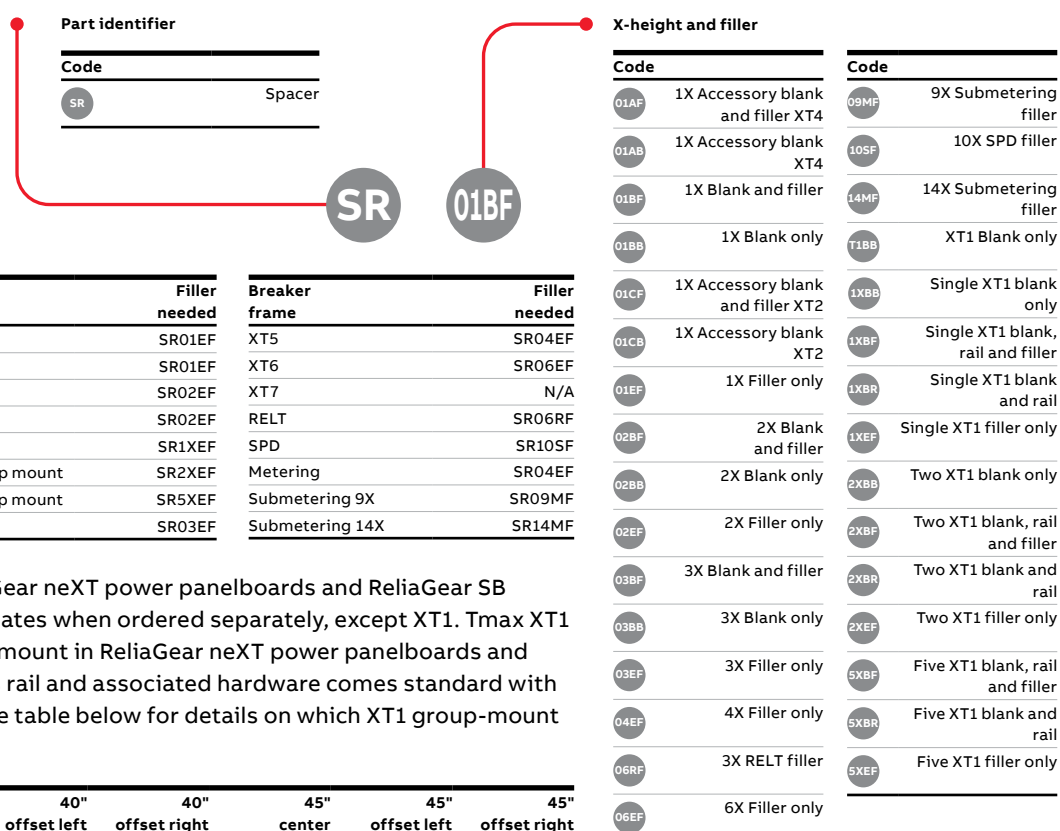 Part identifier
Code
SR Spacer
SR 01BF
X-height and filler
Code
01AF 1X Accessory blank
and filler XT4
01AB 1X Accessory blank
XT4
01BF 1X Blank and filler
01BB 1X Blank only
01CF 1X Accessory blank
and filler XT2
01CB 1X Accessory blank
XT2
01EF 1X Filler only
02BF 2X Blank
and filler
02BB 2X Blank only
02EF 2X Filler only
03BF 3X Blank and filler
03BB 3X Blank only
03EF 3X Filler only
04EF 4X Filler only
06RF 3X RELT filler
06EF 6X Filler only
Code
09MF 9X Submetering
filler
10SF 10X SPD filler
14MF 14X Submetering
filler
T1BB XT1 Blank only
1XBB Single XT1 blank
only
1XBF Single XT1 blank,
rail and filler
1XBR Single XT1 blank
and rail
1XEF Single XT1 filler only
2XBB Two XT1 blank only
2XBF Two XT1 blank, rail
and filler
2XBR Two XT1 blank and
rail
2XEF Two XT1 filler only
5XBF Five XT1 blank, rail
and filler
5XBR Five XT1 blank and
rail
5XEF Five XT1 filler only
Filler
needed
SR01EF
SR01EF
SR02EF
SR02EF
SR1XEF
p mount SR2XEF
p mount SR5XEF
SR03EF
Breaker Filler
frame needed
XT5 SR04EF
XT6 SR06EF
XT7 N/A
RELT SR06RF
SPD SR10SF
Metering SR04EF
Submetering 9X SR09MF
Submetering 14X SR14MF
Gear neXT power panelboards and ReliaGear SB
ates when ordered separately, except XT1. Tmax XT1
mount in ReliaGear neXT power panelboards and
rail and associated hardware comes standard with
e table below for details on which XT1 group-mount
40" 40" 45" 45" 45"
offset left offset right center offset left offset right